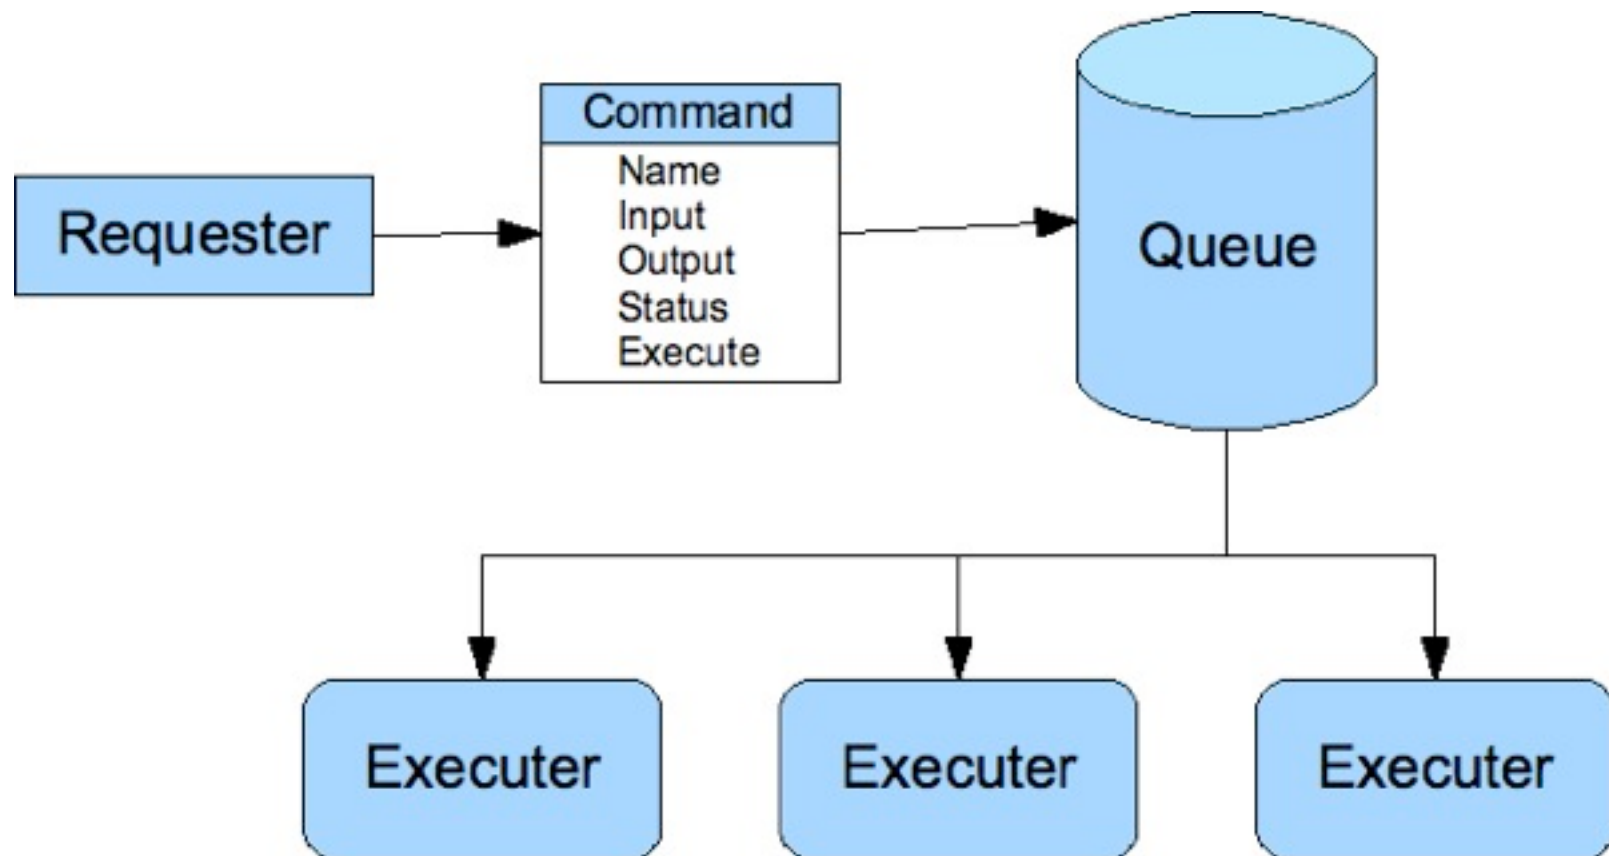 Command
Name
Input
Output
Status
Execute
Requester
Queue
Executer
Executer
Executer